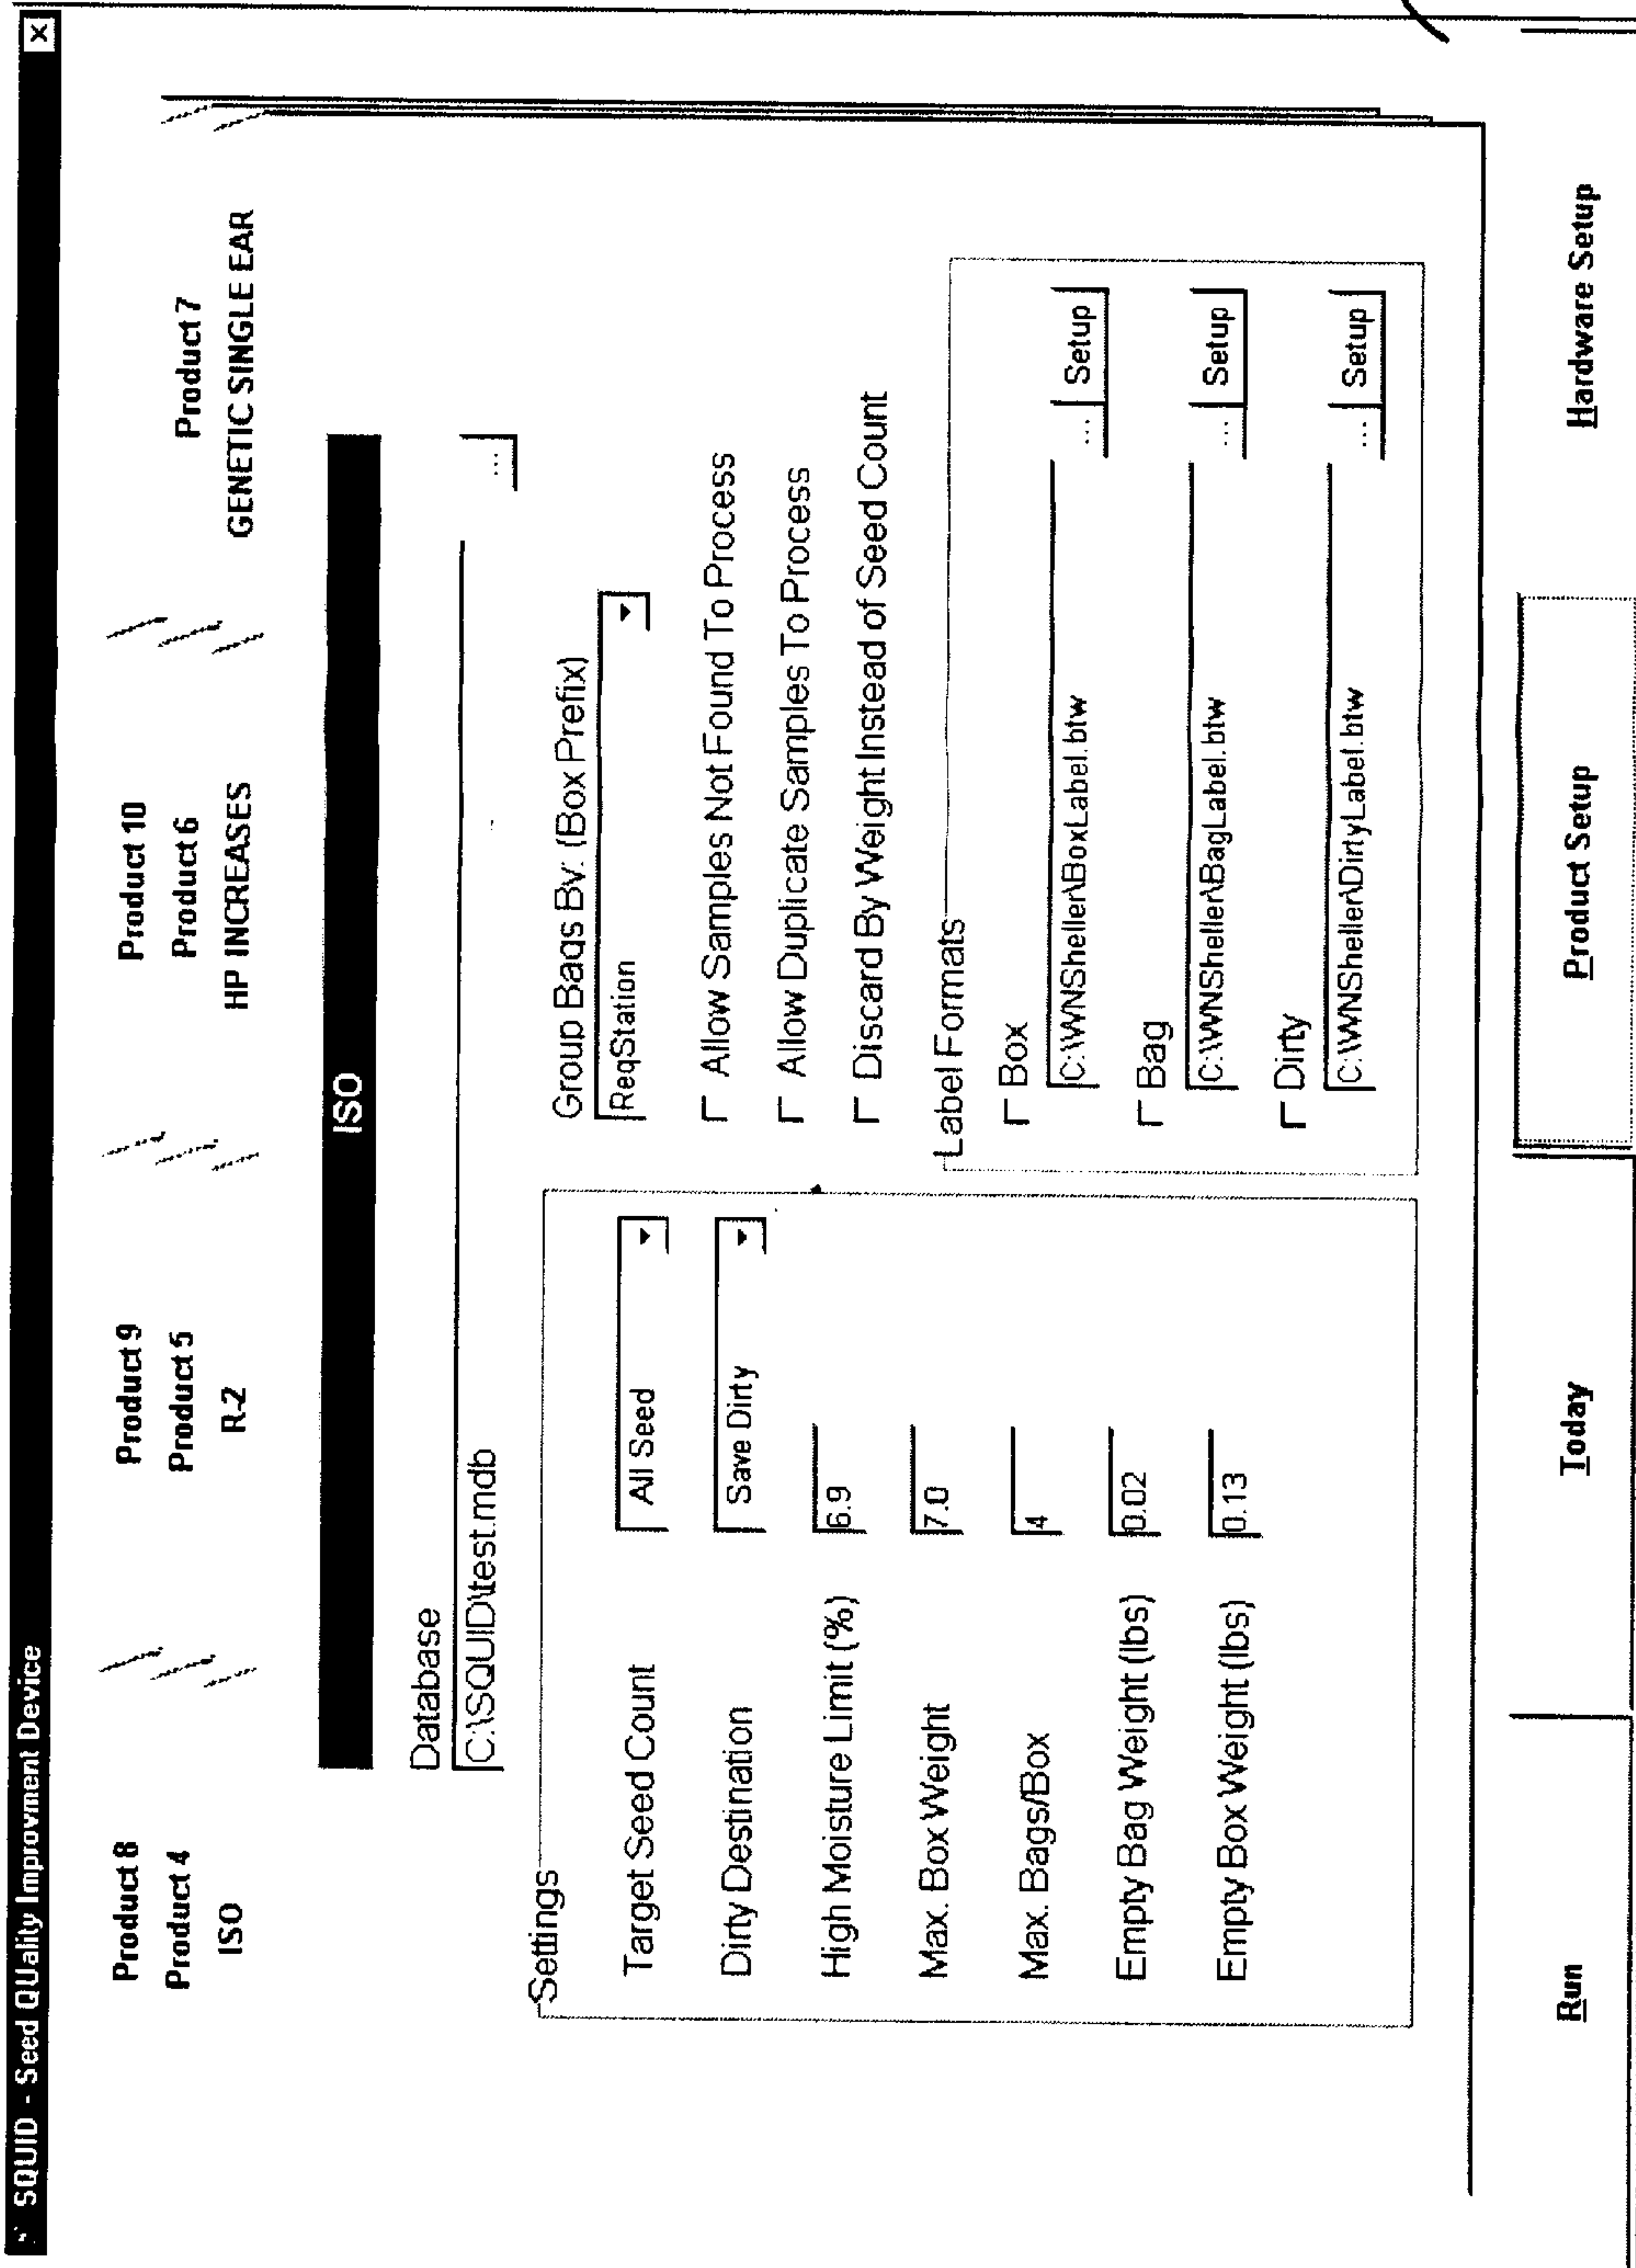 SQUID - Seed QUality Improvment Device
Product 8 Product 9 Product 10
Product 4 Product 5 Product 6 Product 7
ISO R-2 HP INCREASES GENETIC SINGLE EAR
ISO
Database
C:\SQUID\test.mdb ...
Settings
Target Seed Count All Seed
Dirty Destination Save Dirty
High Moisture Limit (%) 6.9
Max. Box Weight 7.0
Max. Bags/Box 4
Empty Bag Weight (lbs) 0.02
Empty Box Weight (lbs) 0.13
Group Bags By: (Box Prefix)
ReqStation
Allow Samples Not Found To Process
Allow Duplicate Samples To Process
Discard By Weight Instead of Seed Count
Label Formats
Box
C:\WNSheller\BoxLabel.btw ... Setup
Bag
C:\WNSheller\BagLabel.btw ... Setup
Dirty
C:\WNSheller\DirtyLabel.btw ... Setup
Run Today Product Setup Hardware Setup